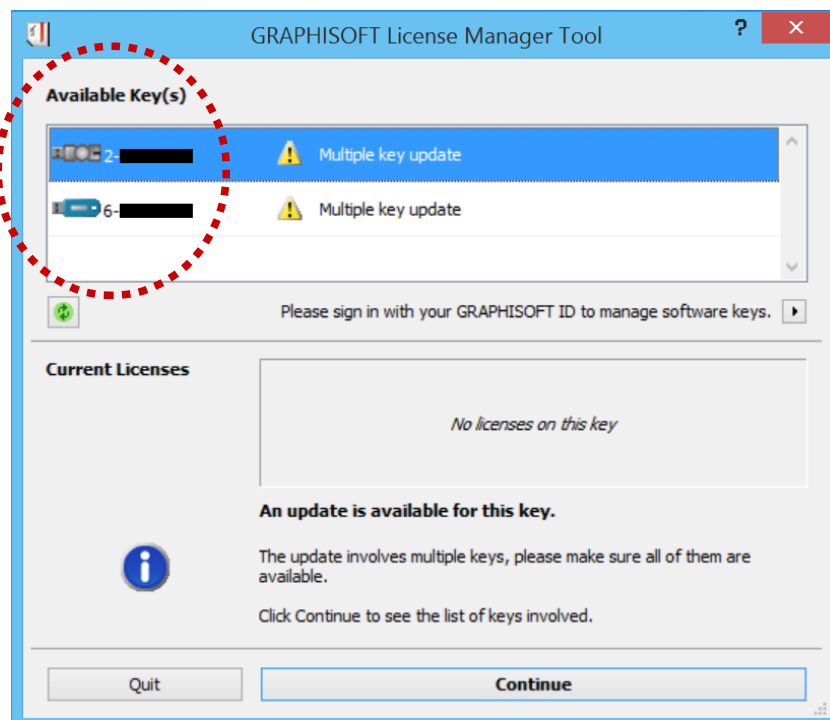 GRAPHISOFT License Manager Tool
?
Available Key(s)
2-
Multiple key update
6-
Multiple key update
Please sign in with your GRAPHISOFT ID to manage software keys.
Current Licenses
No licenses on this key
An update is available for this key.
The update involves multiple keys, please make sure all of them are
available.
Click Continue to see the list of keys involved.
Quit
Continue